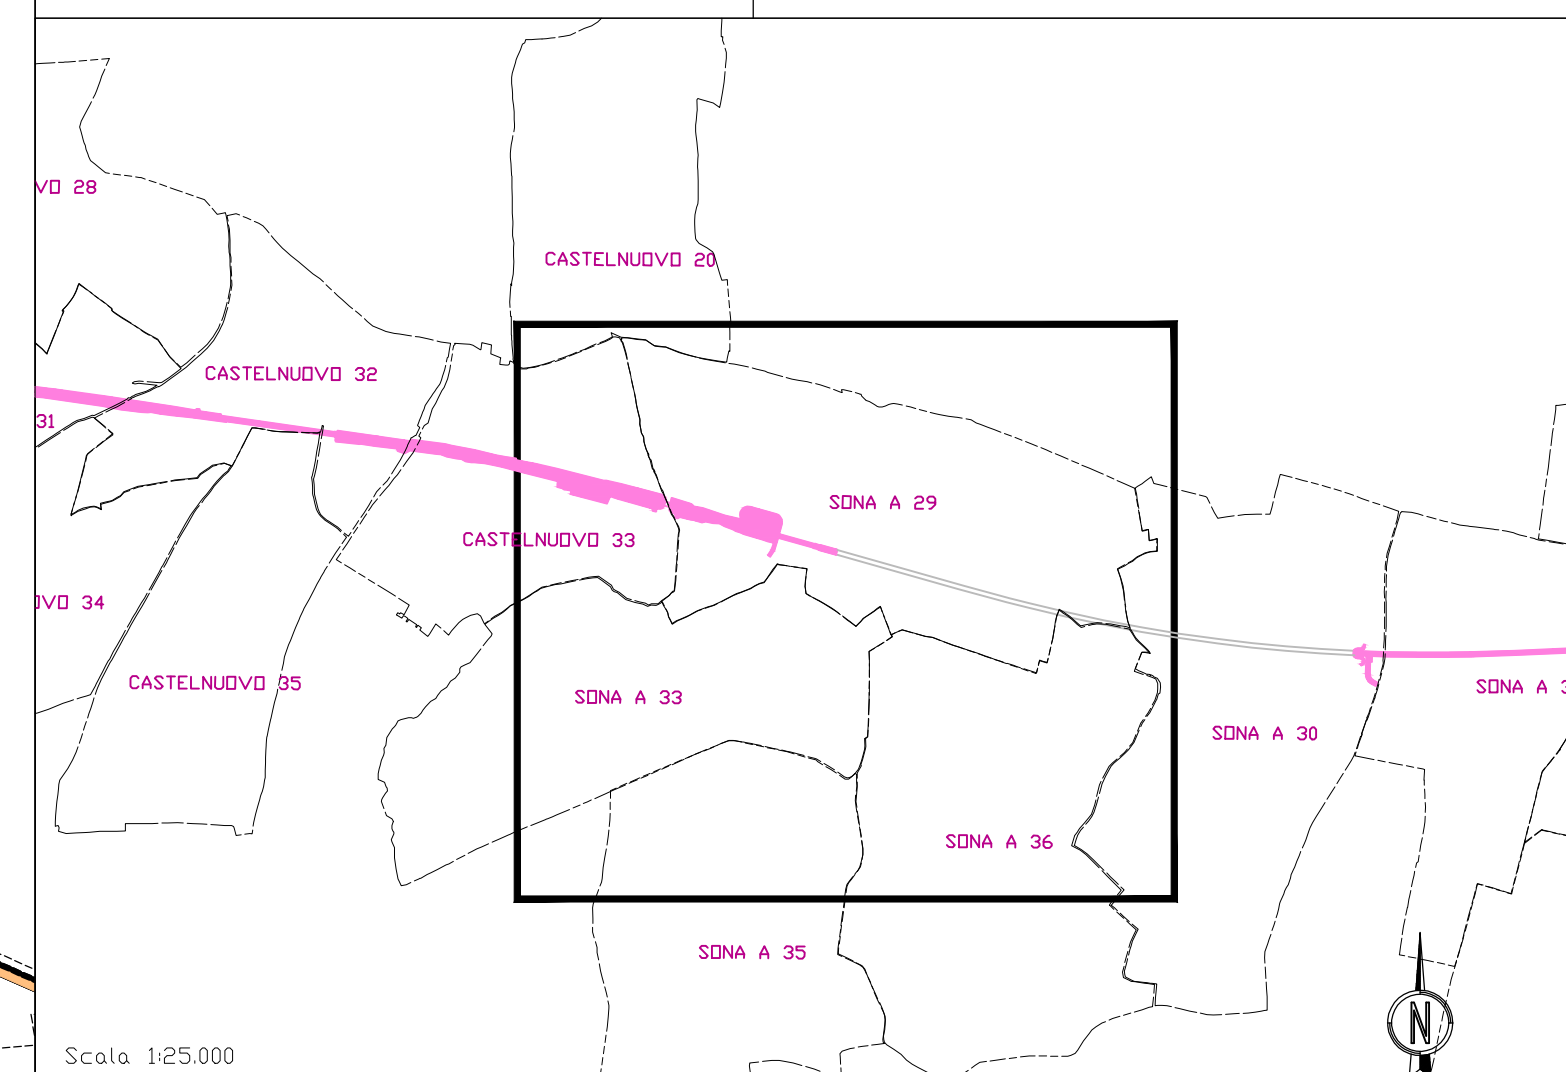 VO 28
CASTELNUOVO 20
CASTELNUOVO 32
31
SONA A 29
CASTELNUOVO 33
OVO 34
CASTELNUOVO 35
SONA A 33
SONA A 3
SONA A 30
SONA A 36
SONA A 35
N
Scala 1:25.000